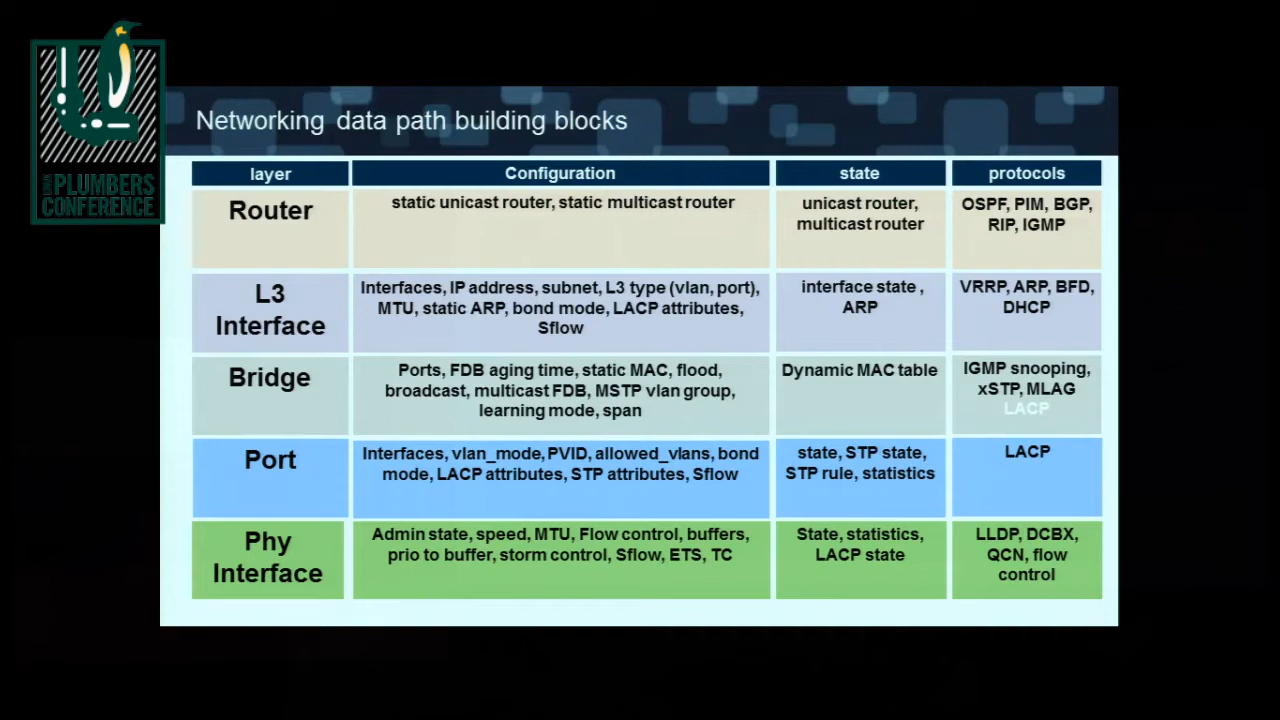 LINUX
PLUMBERS
CONFERENCE
Networking data path building blocks
layer
Configuration
state
protocols
Router
static unicast router, static multicast router
unicast router,
multicast router
OSPF, PIM, BGP,
RIP, IGMP
L3
Interface
Interfaces, IP address, subnet, L3 type (vlan, port),
MTU, static ARP, bond mode, LACP attributes,
Sflow
interface state ,
ARP
VRRP, ARP, BFD,
DHCP
Bridge
Ports, FDB aging time, static MAC, flood,
broadcast, multicast FDB, MSTP vlan group,
learning mode, span
Dynamic MAC table
IGMP snooping,
xSTP, MLAG
LACP
Port
Interfaces, vlan_mode, PVID, allowed_vlans, bond
mode, LACP attributes, STP attributes, Sflow
state, STP state,
STP rule, statistics
LACP
Phy
Interface
Admin state, speed, MTU, Flow control, buffers,
prio to buffer, storm control, Sflow, ETS, TC
State, statistics,
LACP state
LLDP, DCBX,
QCN, flow
control